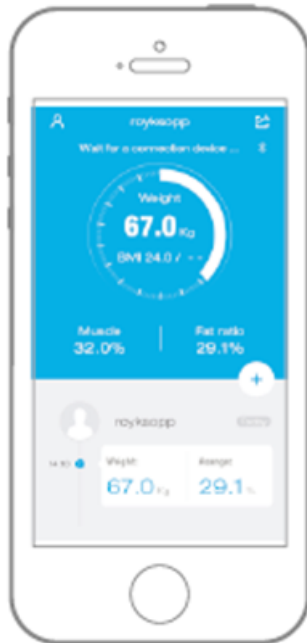 royksopp
Wait for a connection device ...
Weight
67.0 Kg
BMI 24.0 / - -
Muscle
Fat ratio
32.0%
29.1%
+
royksopp
Weight
67.0 Kg
29.1 %